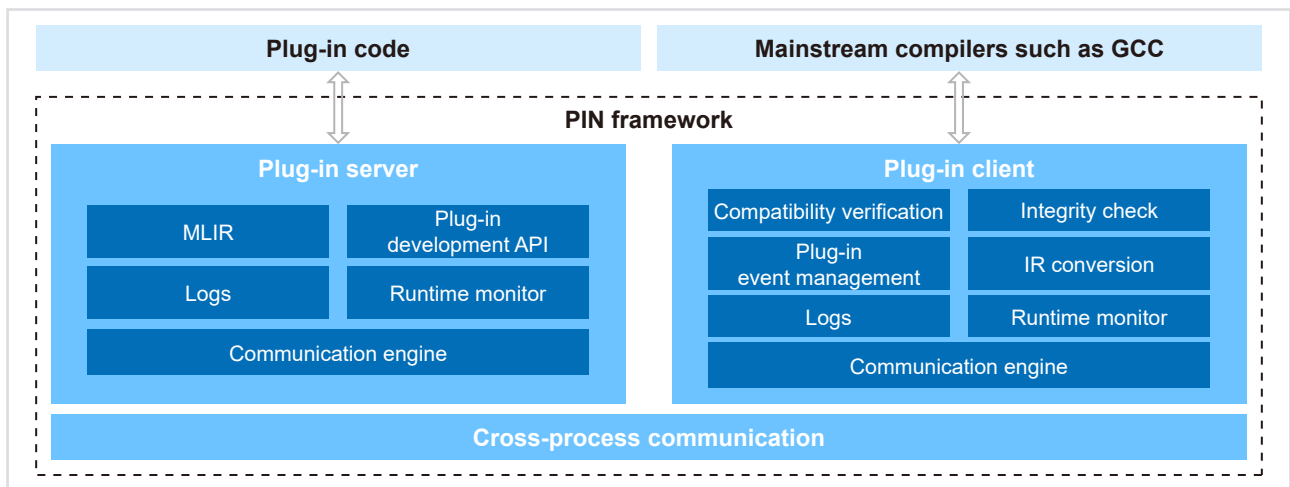 Plug-in code
Mainstream compilers such as GCC
PIN framework
Plug-in server
MLIR
Plug-in
development API
Logs
Runtime monitor
Communication engine
Plug-in client
Compatibility verification
Integrity check
Plug-in
event management
IR conversion
Logs
Runtime monitor
Communication engine
Cross-process communication